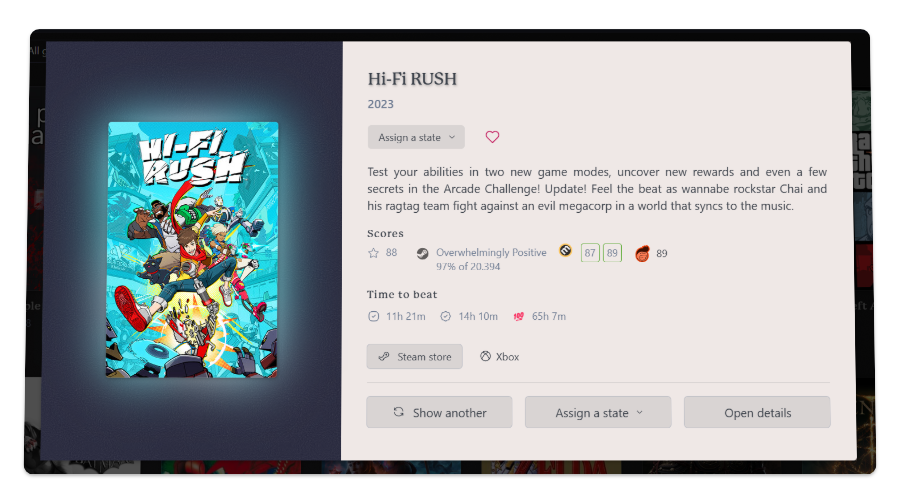 All g
Hi-Fi RUSH
2023
Assign a state
HI-FI
RUSH
Test your abilities in two new game modes, uncover new rewards and even a few
secrets in the Arcade Challenge! Update! Feel the beat as wannabe rockstar Chai and
his ragtag team fight against an evil megacorp in a world that syncs to the music.
Scores
88 Overwhelmingly Positive 87 89 89
97% of 20.394
Time to beat
11h 21m 14h 10m 65h 7m
Steam store Xbox
Show another Assign a state Open details